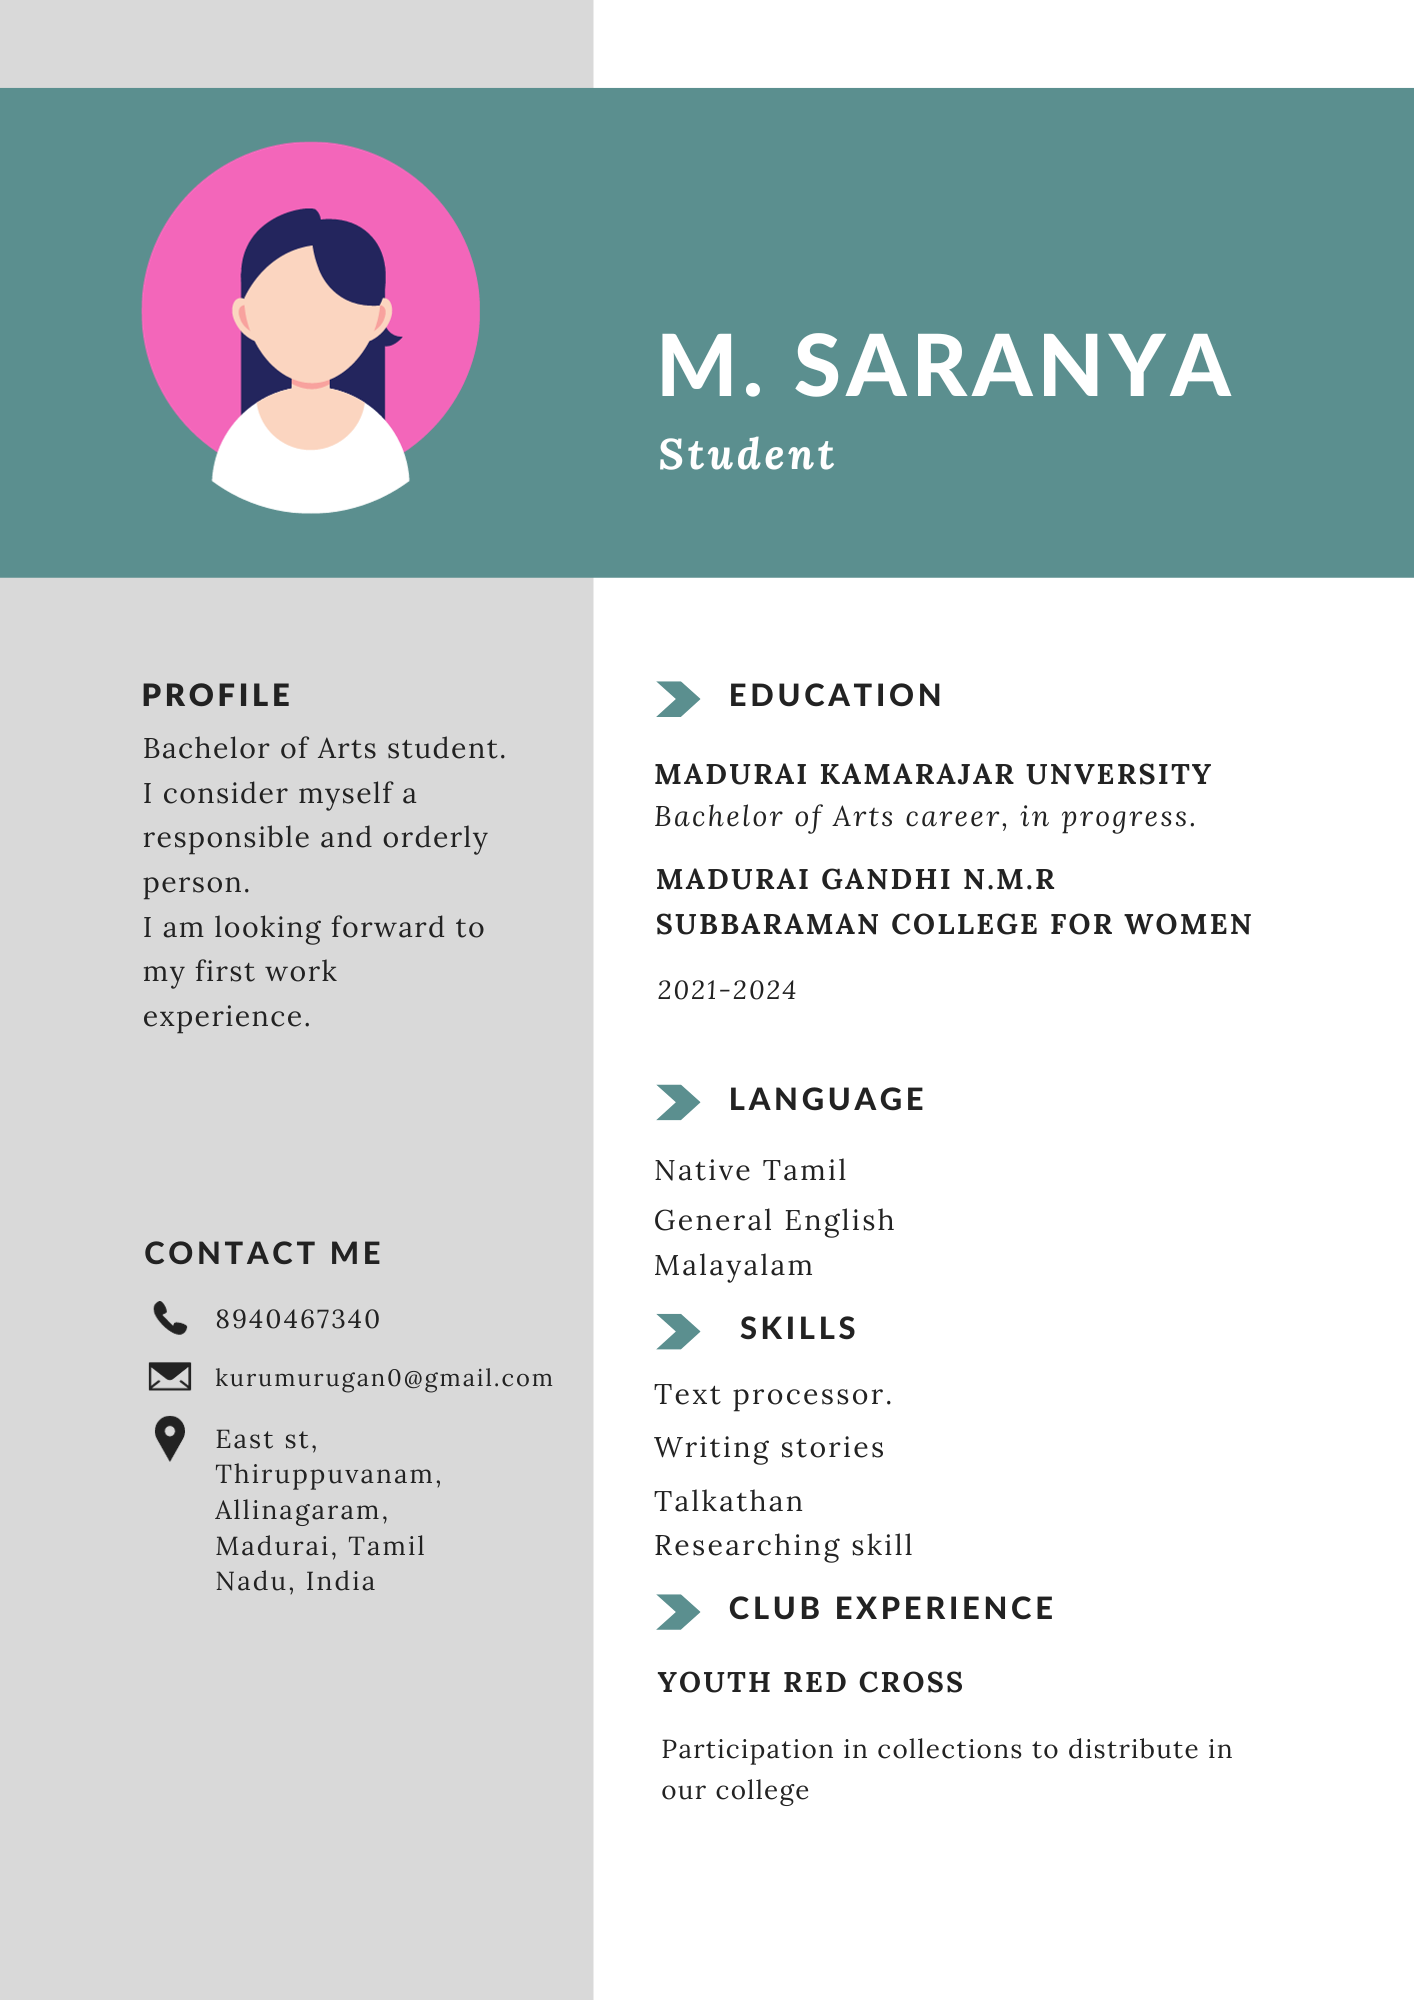 M. SARANYA
Student
PROFILE
Bachelor of Arts student.
I consider myself a
responsible and orderly
person.
I am looking forward to
my first work
experience.
CONTACT ME
8940467340
kurumurugan0@gmail.com
East st,
Thiruppuvanam,
Allinagaram,
Madurai, Tamil
Nadu, India
EDUCATION
MADURAI KAMARAJAR UNVERSITY
Bachelor of Arts career, in progress.
MADURAI GANDHI N.M.R
SUBBARAMAN COLLEGE FOR WOMEN
2021-2024
LANGUAGE
Native Tamil
General English
Malayalam
SKILLS
Text processor.
Writing stories
Talkathan
Researching skill
CLUB EXPERIENCE
YOUTH RED CROSS
Participation in collections to distribute in
our college